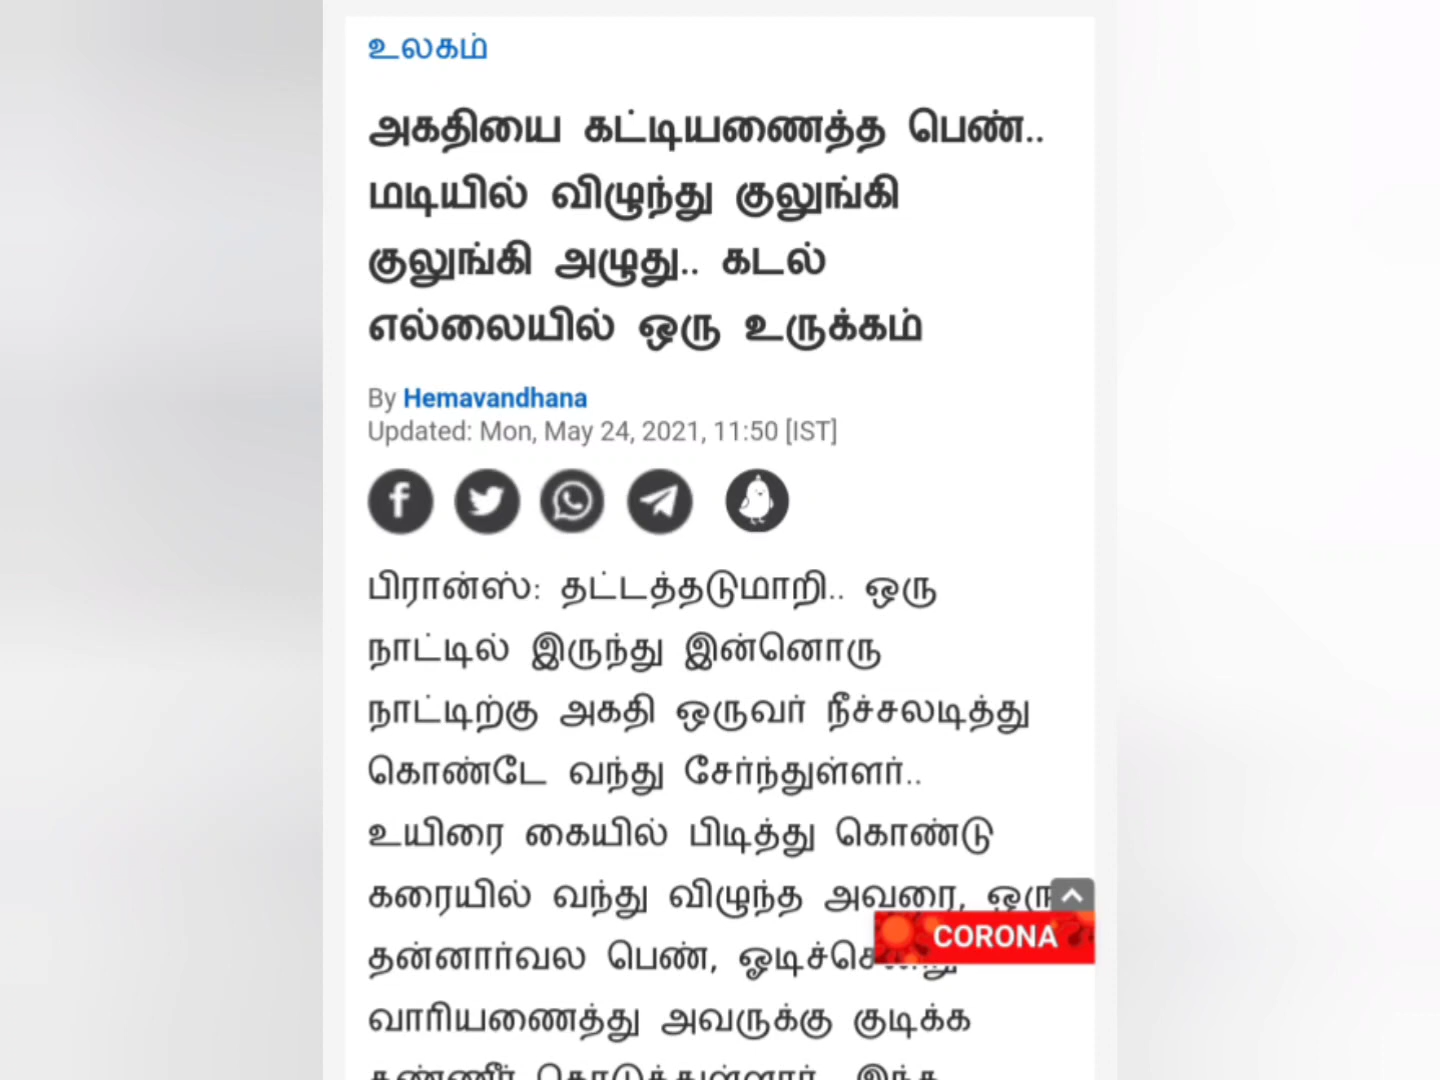 உலகம்
அகதியை கட்டியணைத்த பெண்..
மடியில் விழுந்து குலுங்கி
குலுங்கி அழுது.. கடல்
எல்லையில் ஒரு உருக்கம்
By Hemavandhana
Updated: Mon, May 24, 2021, 11:50 [IST]
பிரான்ஸ்: தட்டத்தடுமாறி.. ஒரு
நாட்டில் இருந்து இன்னொரு
நாட்டிற்கு அகதி ஒருவர் நீச்சலடித்து
கொண்டே வந்து சேர்ந்துள்ளர்..
உயிரை கையில் பிடித்து கொண்டு
கரையில் வந்து விழுந்த அவரை, ஒரு
CORONA
தன்னார்வல பெண்,
வாரியணைத்து அவருக்கு குடிக்க